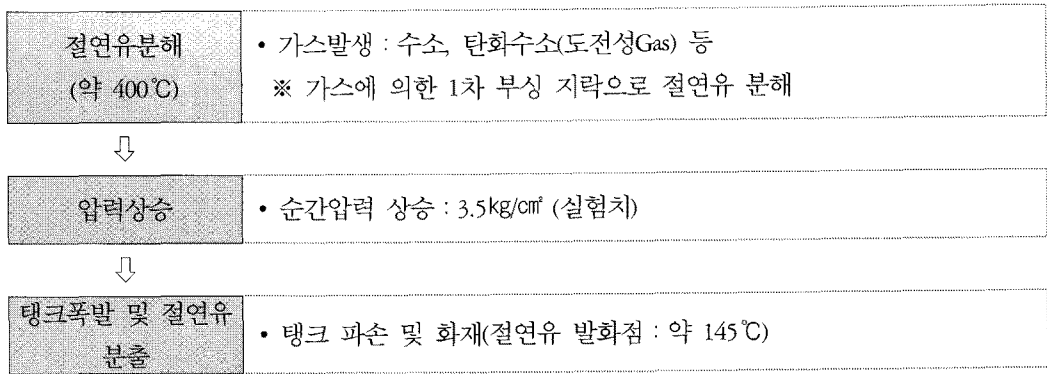 절연유분해
(약 400℃)
• 가스발생 : 수소, 탄화수소(도전성Gas) 등
※ 가스에 의한 1차 부싱 지락으로 절연유 분해
⇩
압력상승
• 순간압력 상승 : 3.5kg/㎠ (실험치)
⇩
탱크폭발 및 절연유
분출
• 탱크 파손 및 화재(절연유 발화점 : 약 145℃)